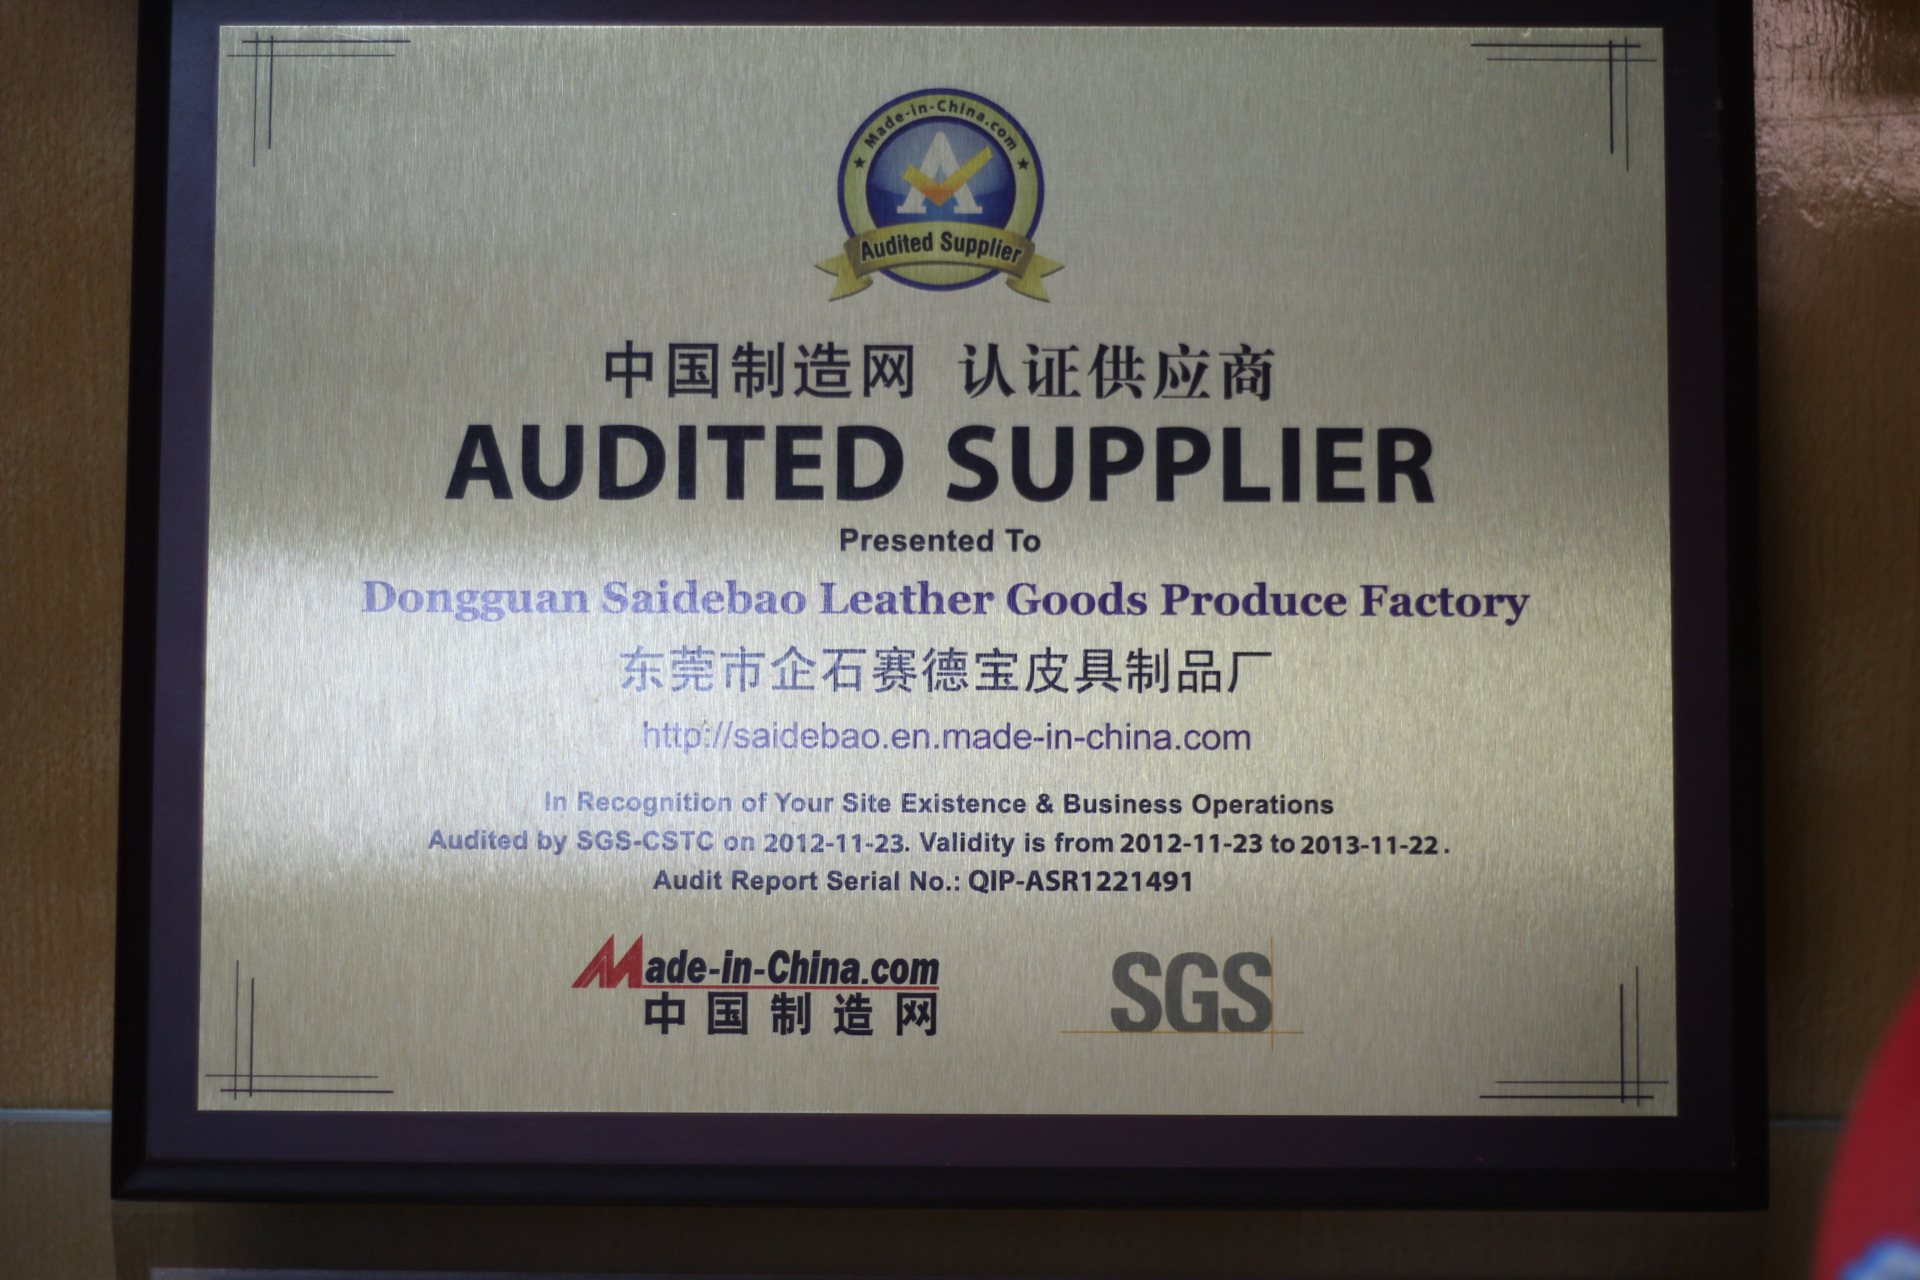 Made-in-China.com
A
Audited Supplier
中国制造网 认证供应商
AUDITED SUPPLIER
Presented To
Dongguan Saidebao Leather Goods Produce Factory
东莞市企石赛德宝皮具制品厂
http://saidebao.en.made-in-china.com
In Recognition of Your Site Existence & Business Operations
Audited by SGS-CSTC on 2012-11-23. Validity is from 2012-11-23 to 2013-11-22.
Audit Report Serial No.: QIP-ASR1221491
Made-in-China.com
中国制造网
SGS